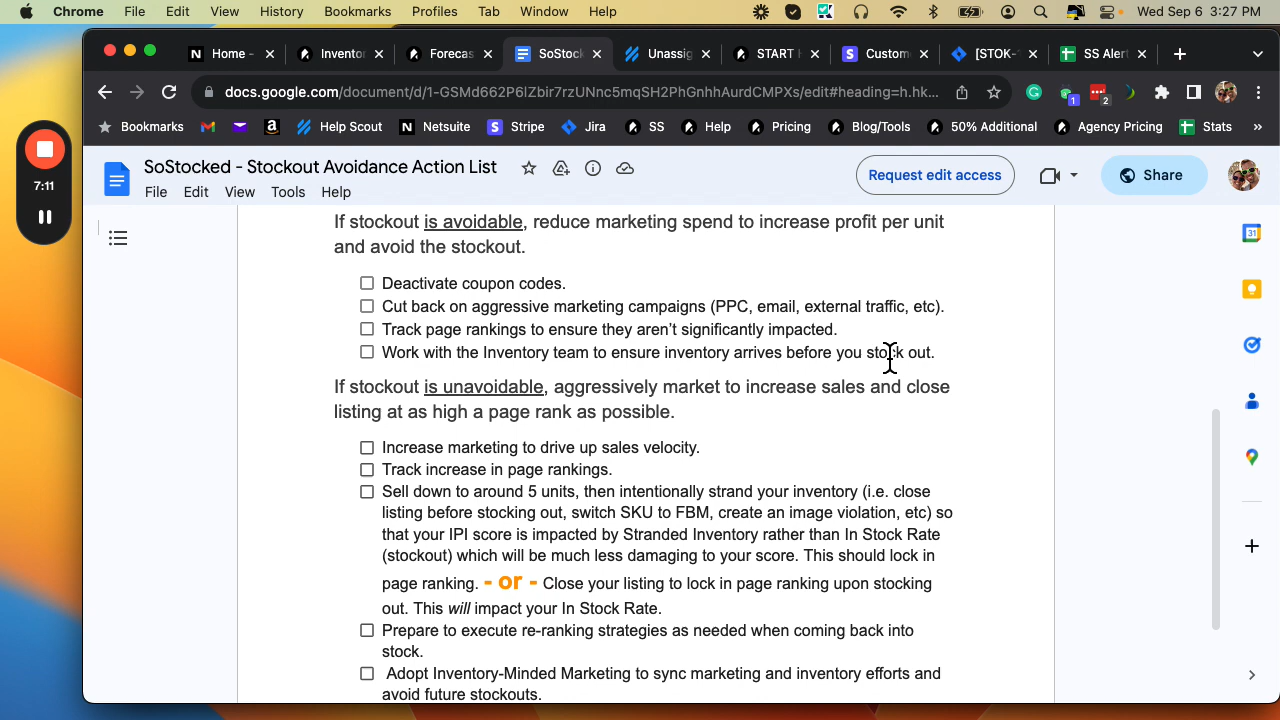 Chrome File Edit View History Bookmarks Profiles Tab Window Help Wed Sep 6 3:27 PM
Home - Inventor Forecas SoStock Unassig START H Custom [STOK- SS Alert
docs.google.com/document/d/1-GSMd662P6lZbir7rzUNnc5mqSH2PhGnhhAurdCMPXs/edit#heading=h.hk...
1 2
Bookmarks Help Scout Netsuite Stripe Jira SS Help Pricing Blog/Tools 50% Additional Agency Pricing Stats »
7:11
SoStocked - Stockout Avoidance Action List
File Edit View Tools Help
Request edit access
Share
31
If stockout is avoidable, reduce marketing spend to increase profit per unit
and avoid the stockout.
Deactivate coupon codes.
Cut back on aggressive marketing campaigns (PPC, email, external traffic, etc).
Track page rankings to ensure they aren't significantly impacted.
Work with the Inventory team to ensure inventory arrives before you stock out.
If stockout is unavoidable, aggressively market to increase sales and close
listing at as high a page rank as possible.
Increase marketing to drive up sales velocity.
Track increase in page rankings.
Sell down to around 5 units, then intentionally strand your inventory (i.e. close
listing before stocking out, switch SKU to FBM, create an image violation, etc) so
that your IPI score is impacted by Stranded Inventory rather than In Stock Rate
(stockout) which will be much less damaging to your score. This should lock in
page ranking. - or - Close your listing to lock in page ranking upon stocking
out. This will impact your In Stock Rate.
Prepare to execute re-ranking strategies as needed when coming back into
stock.
Adopt Inventory-Minded Marketing to sync marketing and inventory efforts and
avoid future stockouts.